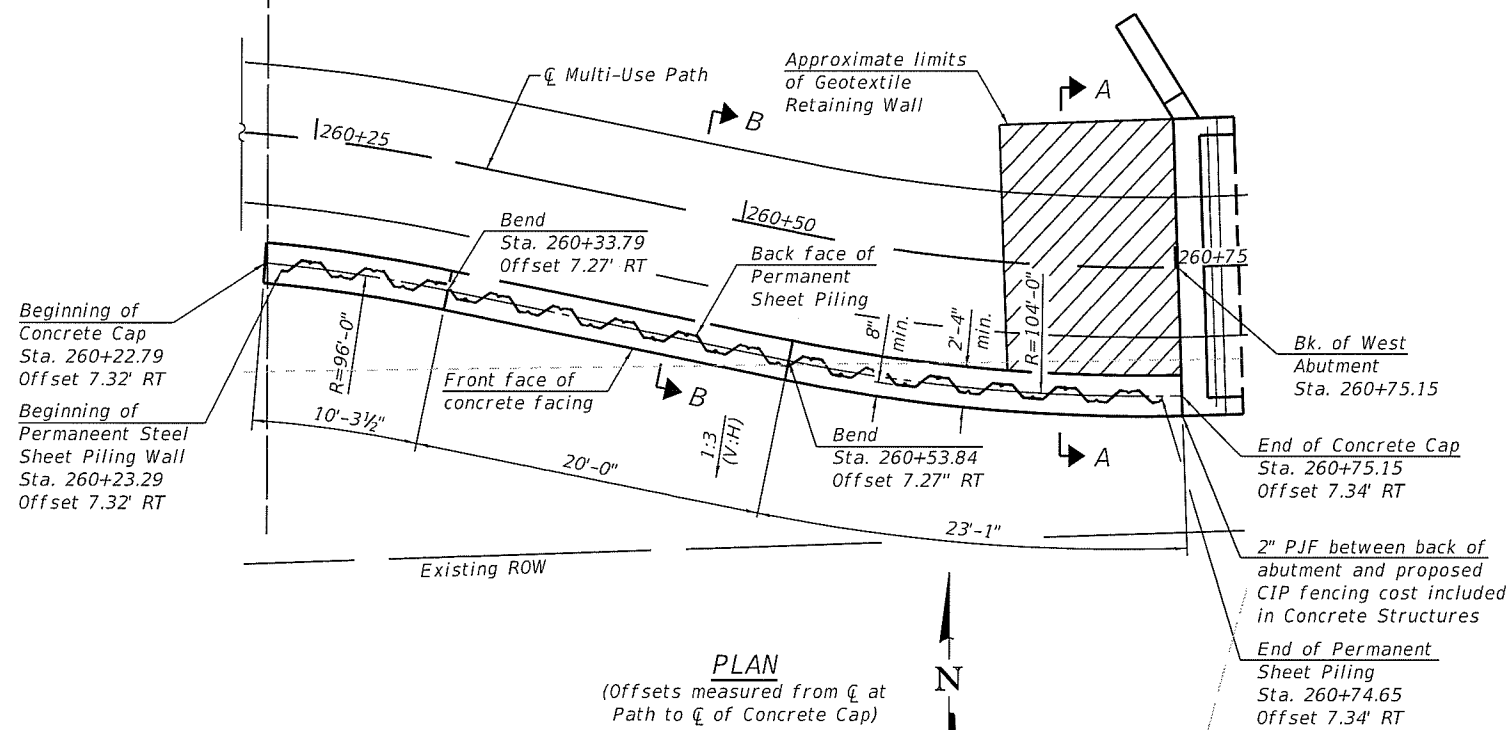 ℄ Multi-Use Path
Approximate limits
of Geotextile
Retaining Wall
A
B
260+25
Bend
Sta. 260+33.79
Offset 7.27' RT
260+50
Back face of
Permanent
Sheet Piling
260+75
Beginning of
Concrete Cap
Sta. 260+22.79
Offset 7.32' RT
Beginning of
Permaneent Steel
Sheet Piling Wall
Sta. 260+23.29
Offset 7.32' RT
R=96'-0"
Front face of
concrete facing
8"
min.
2'-4"
min.
R=104'-0"
Bk. of West
Abutment
Sta. 260+75.15
B
10'-3½"
20'-0"
1:3
(V:H)
Bend
Sta. 260+53.84
Offset 7.27" RT
A
End of Concrete Cap
Sta. 260+75.15
Offset 7.34' RT
23'-1"
Existing ROW
2" PJF between back of
abutment and proposed
CIP fencing cost included
in Concrete Structures
End of Permanent
Sheet Piling
Sta. 260+74.65
Offset 7.34' RT
PLAN
(Offsets measured from ℄ at
Path to ℄ of Concrete Cap)
N